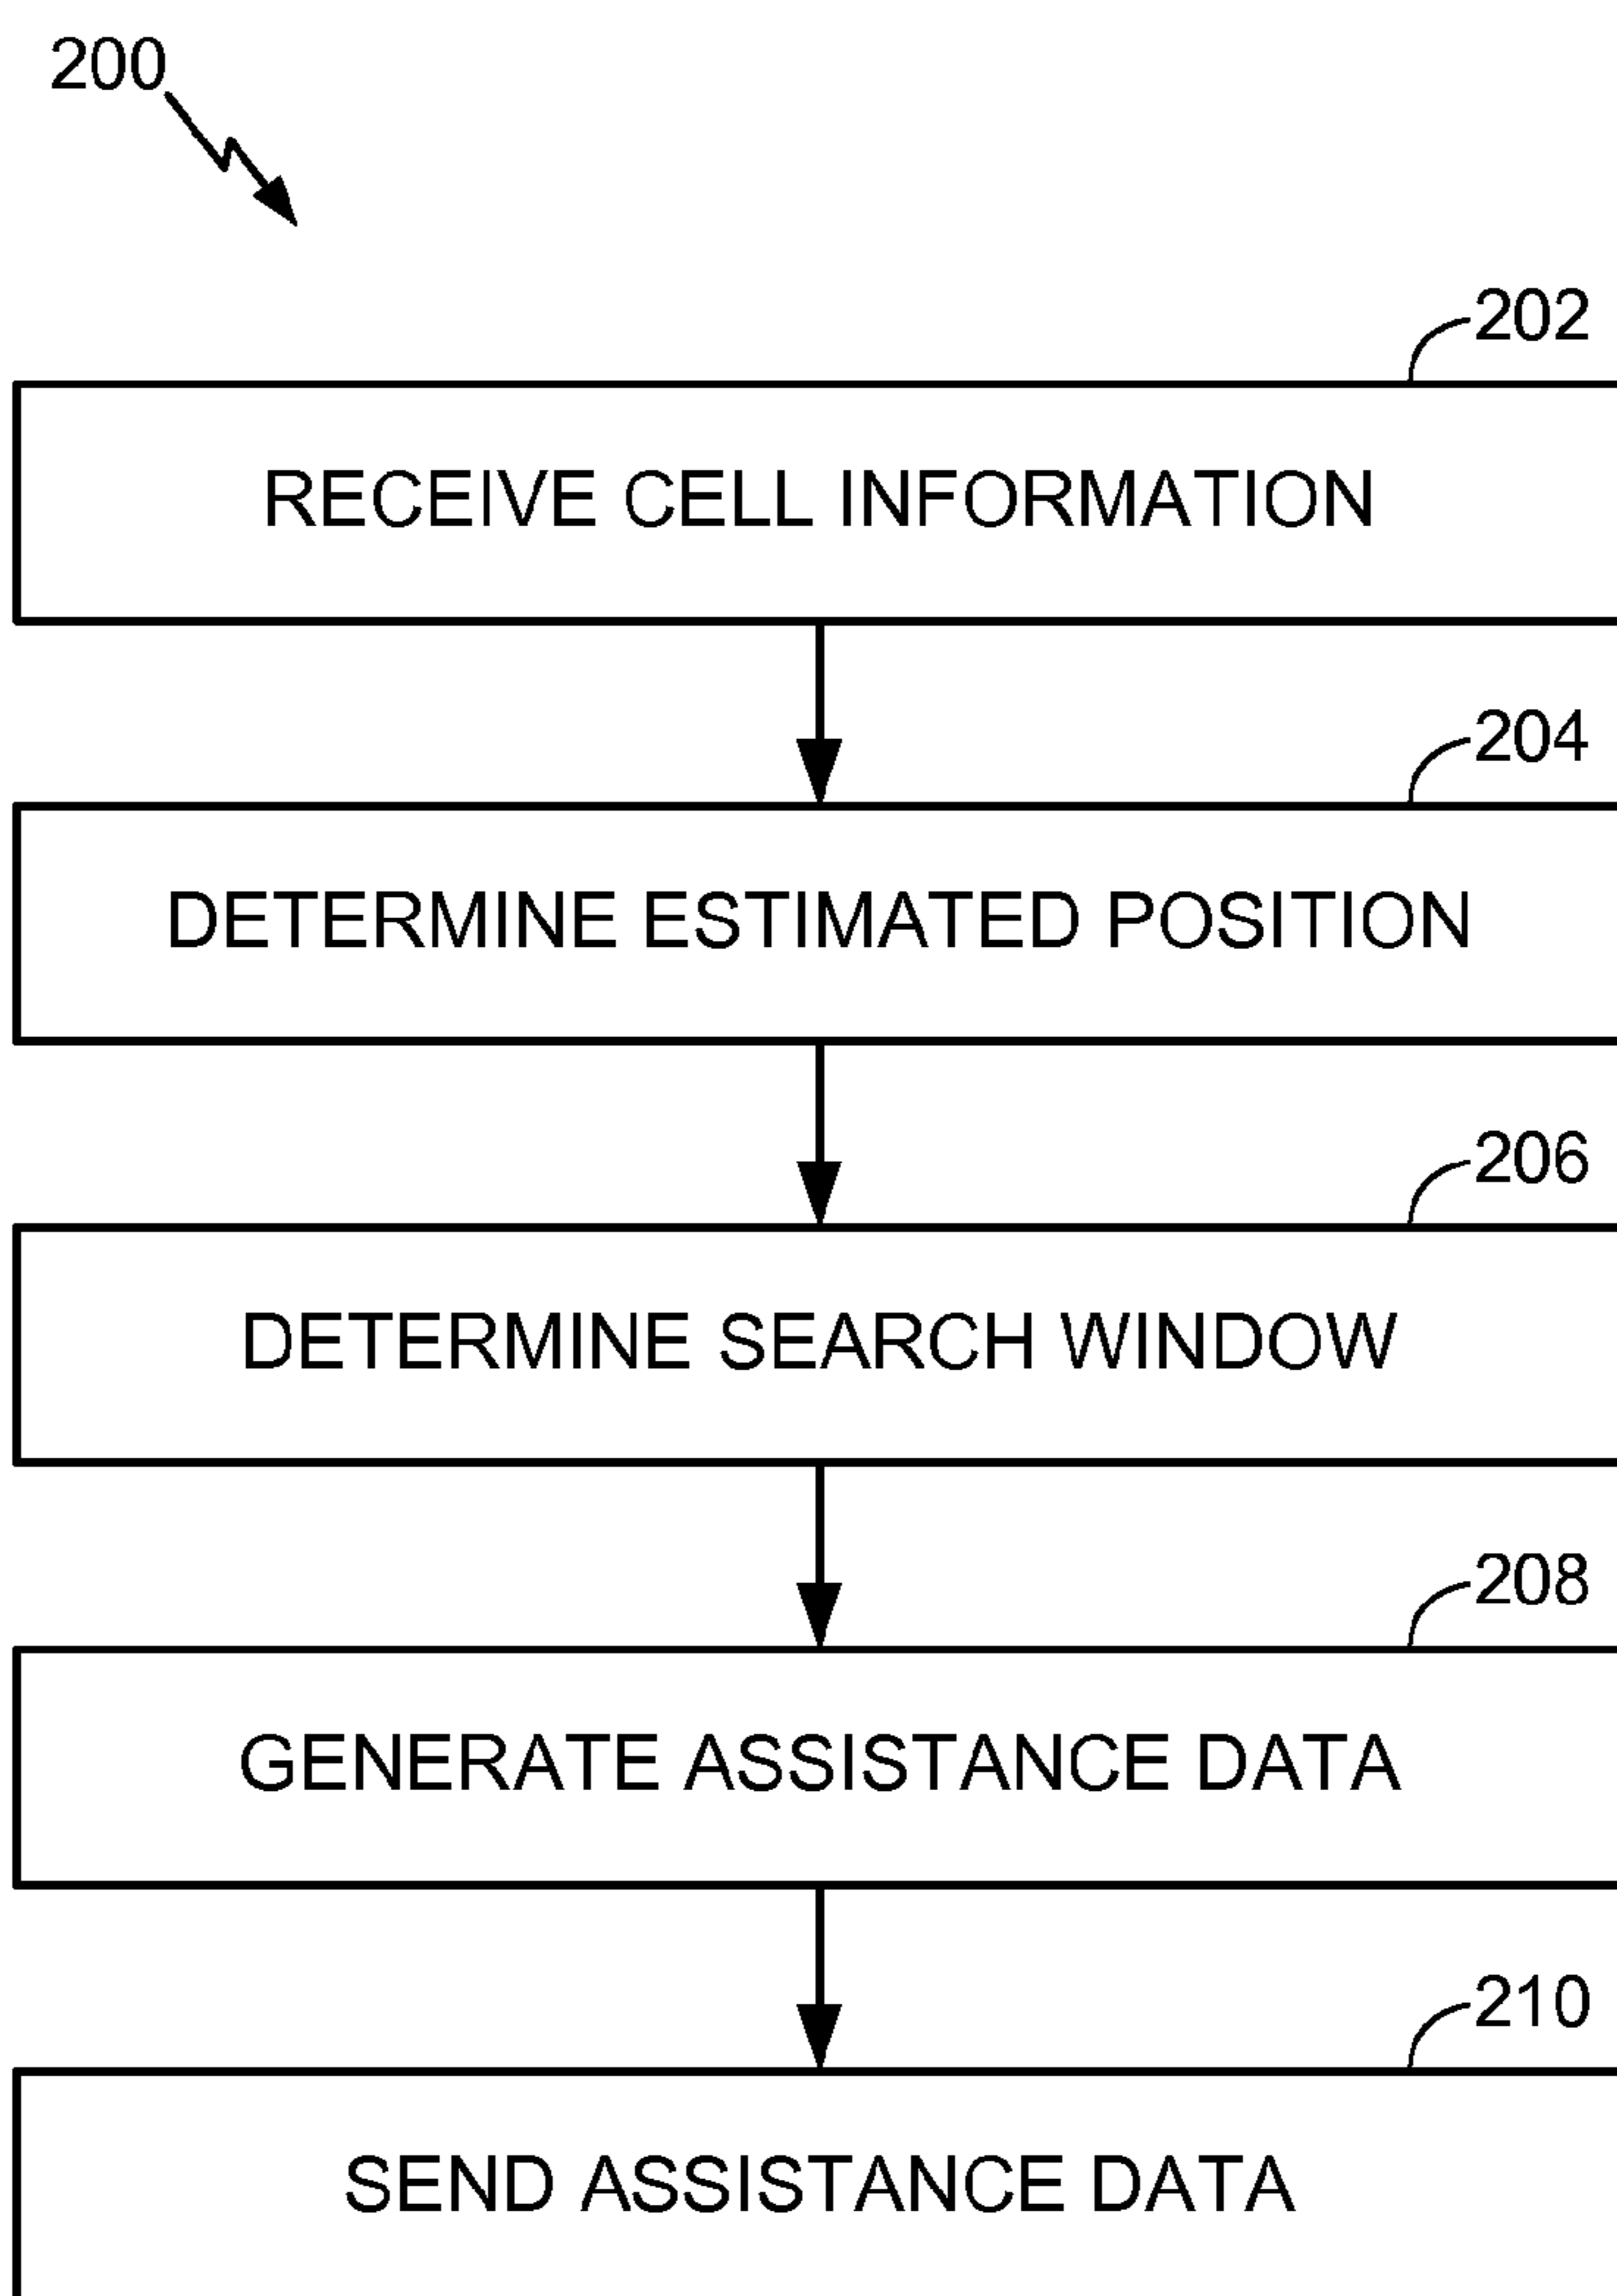 200
202
RECEIVE CELL INFORMATION
204
DETERMINE ESTIMATED POSITION
206
DETERMINE SEARCH WINDOW
208
GENERATE ASSISTANCE DATA
210
SEND ASSISTANCE DATA